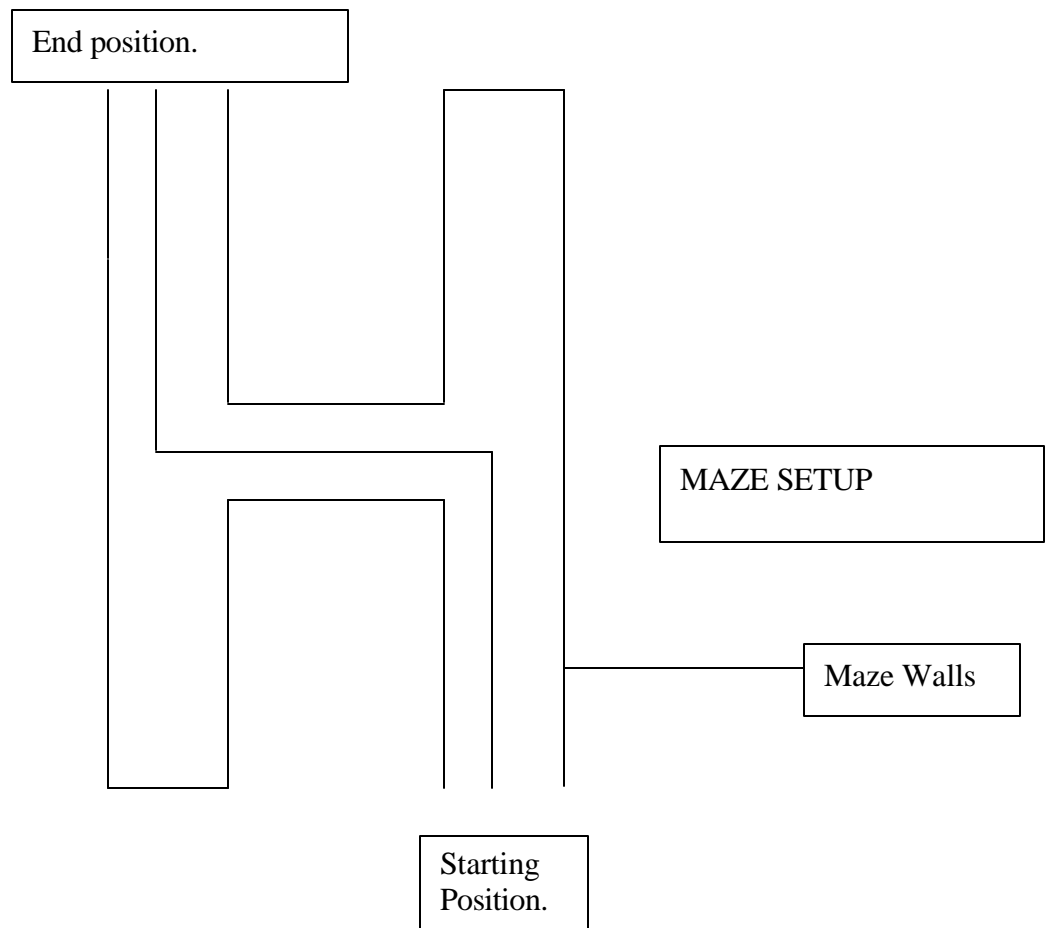 End position.
MAZE SETUP
Maze Walls
Starting
Position.